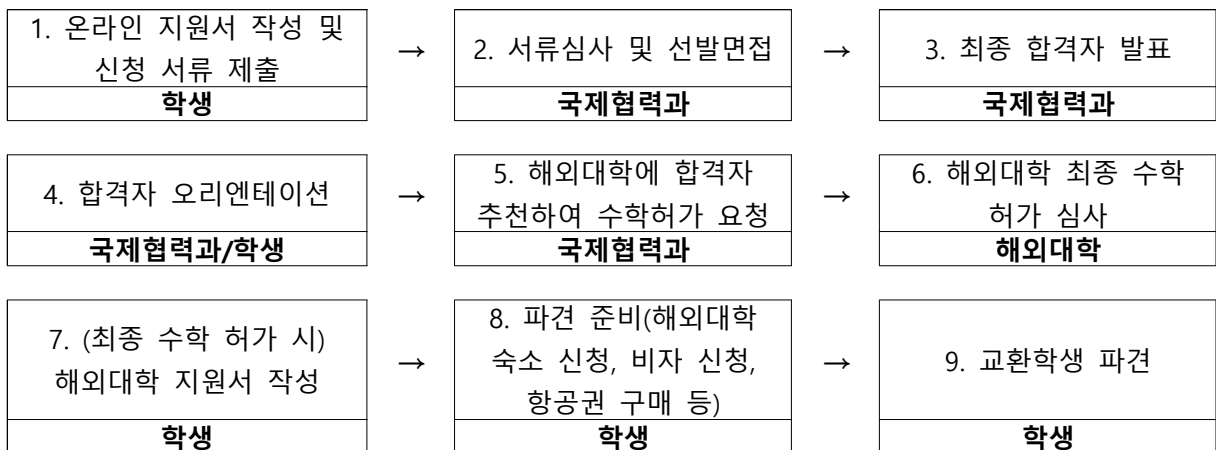 1. 온라인 지원서 작성 및
신청 서류 제출
학생
→
2. 서류심사 및 선발면접
국제협력과
→
3. 최종 합격자 발표
국제협력과
4. 합격자 오리엔테이션
국제협력과/학생
→
5. 해외대학에 합격자
추천하여 수학허가 요청
국제협력과
→
6. 해외대학 최종 수학
허가 심사
해외대학
7. (최종 수학 허가 시)
해외대학 지원서 작성
학생
→
8. 파견 준비(해외대학
숙소 신청, 비자 신청,
항공권 구매 등)
학생
→
9. 교환학생 파견
학생